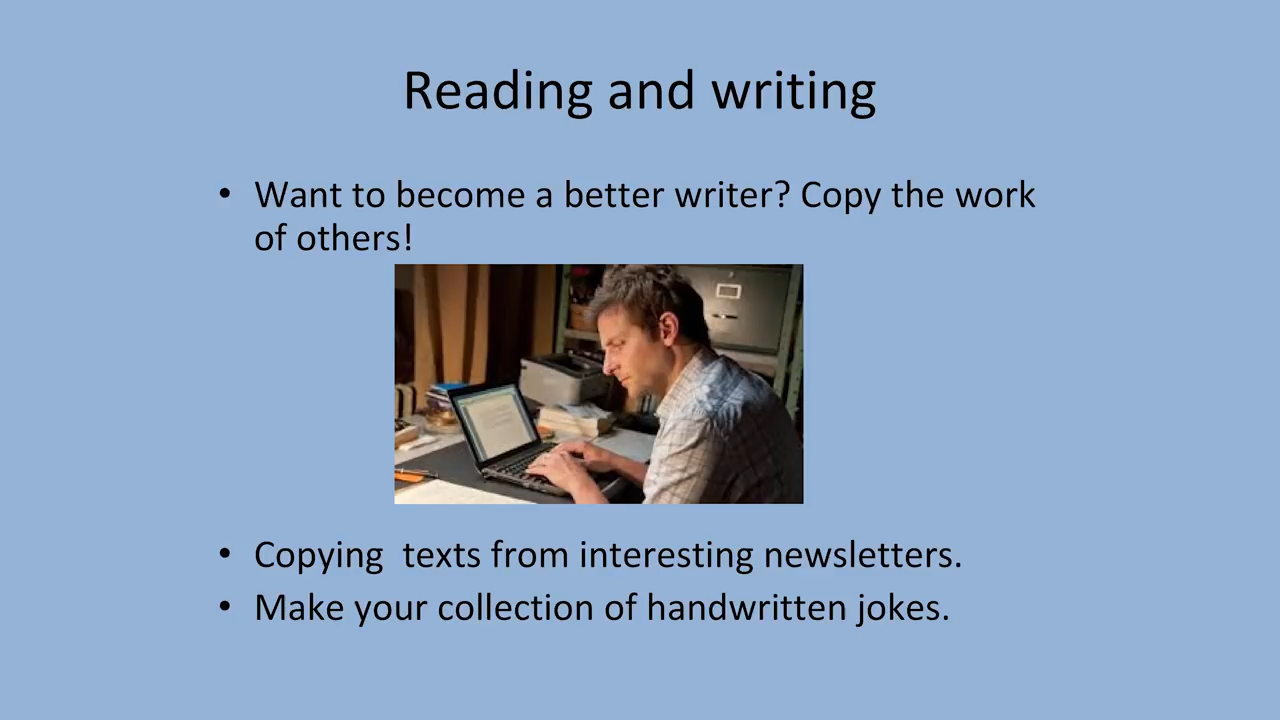 Reading and writing
• Want to become a better writer? Copy the work
of others!
• Copying  texts from interesting newsletters.
• Make your collection of handwritten jokes.